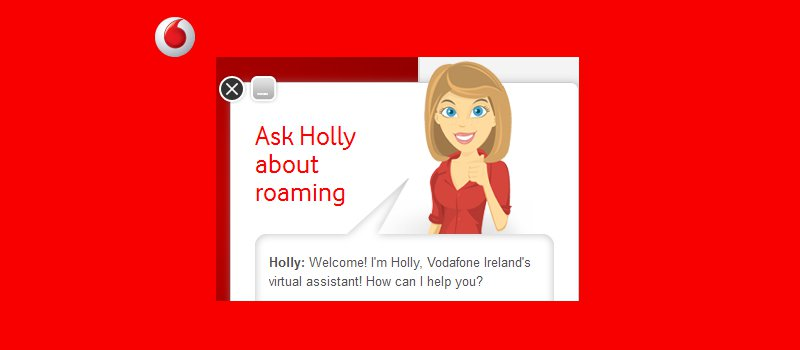 Ask Holly
about
roaming
Holly: Welcome! I'm Holly, Vodafone Ireland's
virtual assistant! How can I help you?